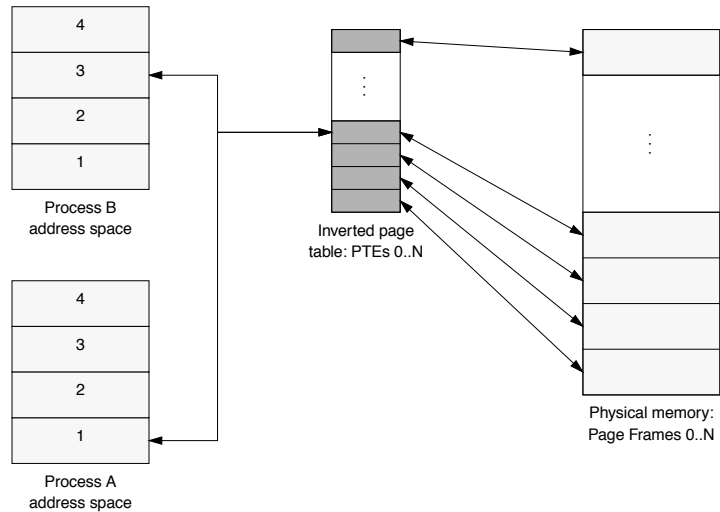 4
3
2
1
Process B
address space
4
3
2
1
Process A
address space
Inverted page
table: PTEs 0..N
Physical memory:
Page Frames 0..N